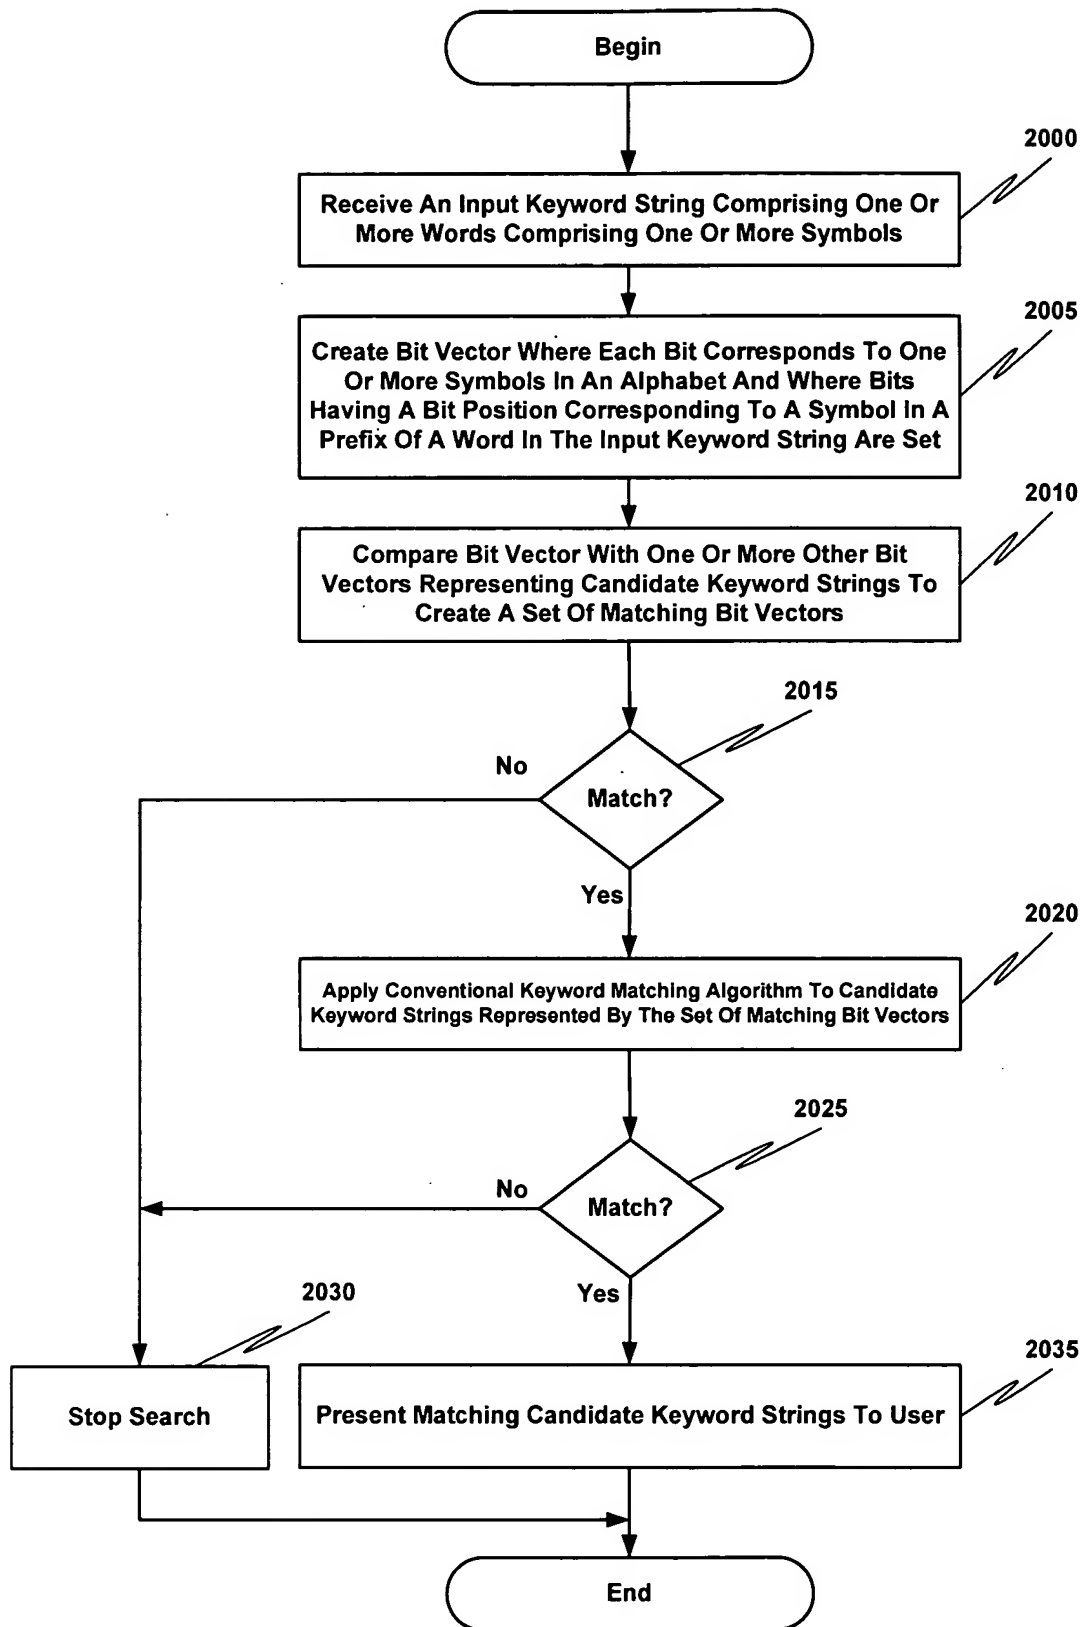 Begin
2000
Receive An Input Keyword String Comprising One Or
More Words Comprising One Or More Symbols
2005
Create Bit Vector Where Each Bit Corresponds To One
Or More Symbols In An Alphabet And Where Bits
Having A Bit Position Corresponding To A Symbol In A
Prefix Of A Word In The Input Keyword String Are Set
2010
Compare Bit Vector With One Or More Other Bit
Vectors Representing Candidate Keyword Strings To
Create A Set Of Matching Bit Vectors
2015
No
Match?
Yes
2020
Apply Conventional Keyword Matching Algorithm To Candidate
Keyword Strings Represented By The Set Of Matching Bit Vectors
2025
No
Match?
Yes
2030
2035
Stop Search
Present Matching Candidate Keyword Strings To User
End